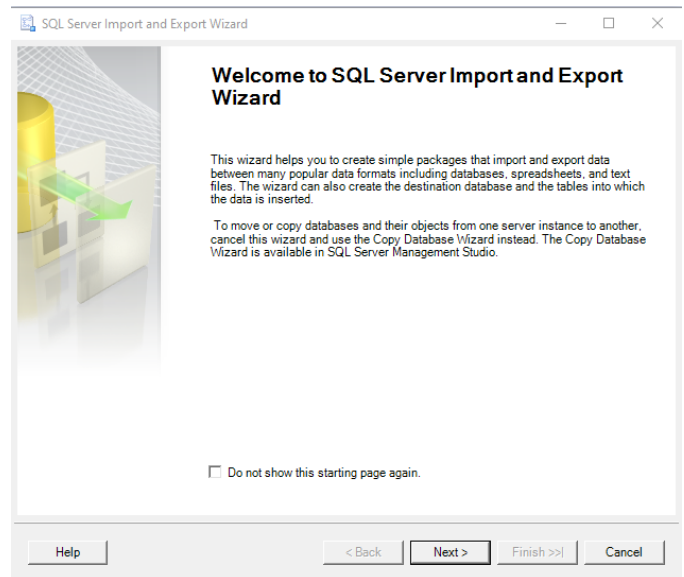 SQL Server Import and Export Wizard
Welcome to SQL Server Import and Export
Wizard
This wizard helps you to create simple packages that import and export data
between many popular data formats including databases, spreadsheets, and text
files. The wizard can also create the destination database and the tables into which
the data is inserted.
To move or copy databases and their objects from one server instance to another,
cancel this wizard and use the Copy Database Wizard instead. The Copy Database
Wizard is available in SQL Server Management Studio.
Do not show this starting page again.
Help < Back Next > Finish >>| Cancel